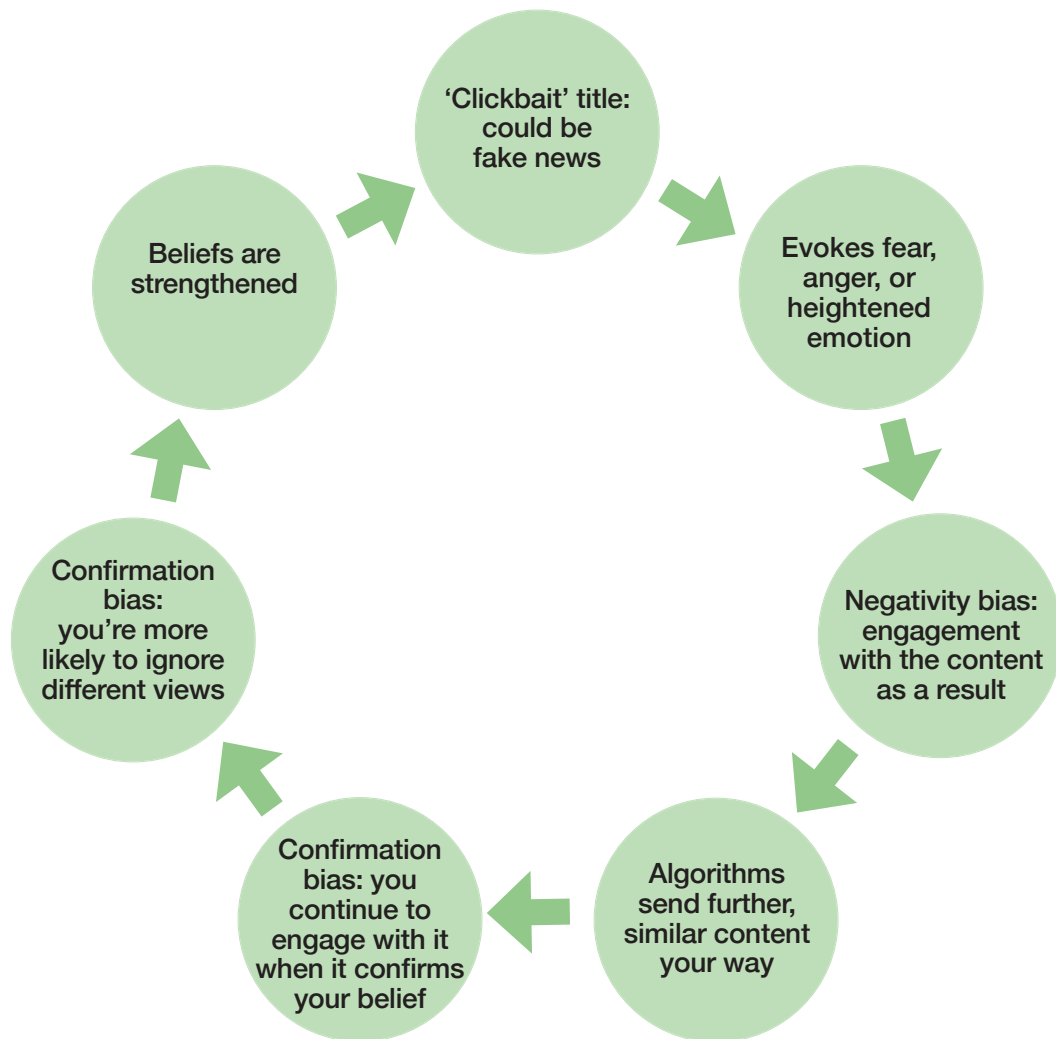 ‘Clickbait’ title:
could be
fake news
Evokes fear,
anger, or
heightened
emotion
Negativity bias:
engagement
with the content
as a result
Algorithms
send further,
similar content
your way
Confirmation
bias: you
continue to
engage with it
when it confirms
your belief
Confirmation
bias:
you’re more
likely to ignore
different views
Beliefs are
strengthened